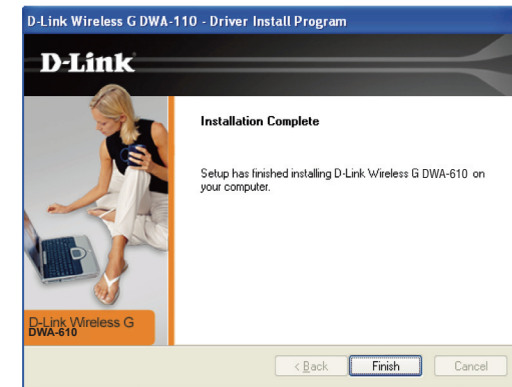 D-Link Wireless G DWA-110 - Driver Install Program
D-Link
Installation Complete
Setup has finished installing D-Link Wireless G DWA-610 on
your computer.
D-Link Wireless G
DWA-610
< Back
Finish
Cancel